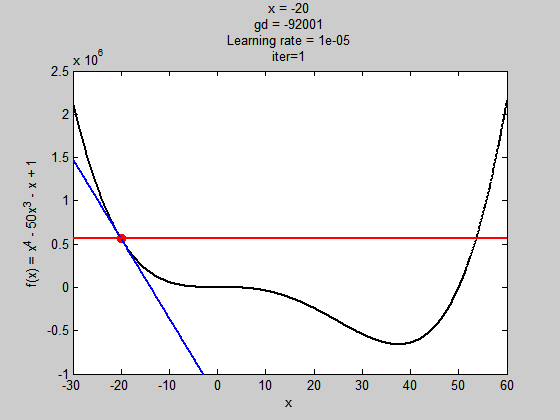 x = -20
gd = -92001
Learning rate = 1e-05
iter=1
x 10^6
2.5
2
1.5
1
0.5
0
-0.5
-1
f(x) = x^4 - 50x^3 - x + 1
-30 -20 -10 0 10 20 30 40 50 60
x